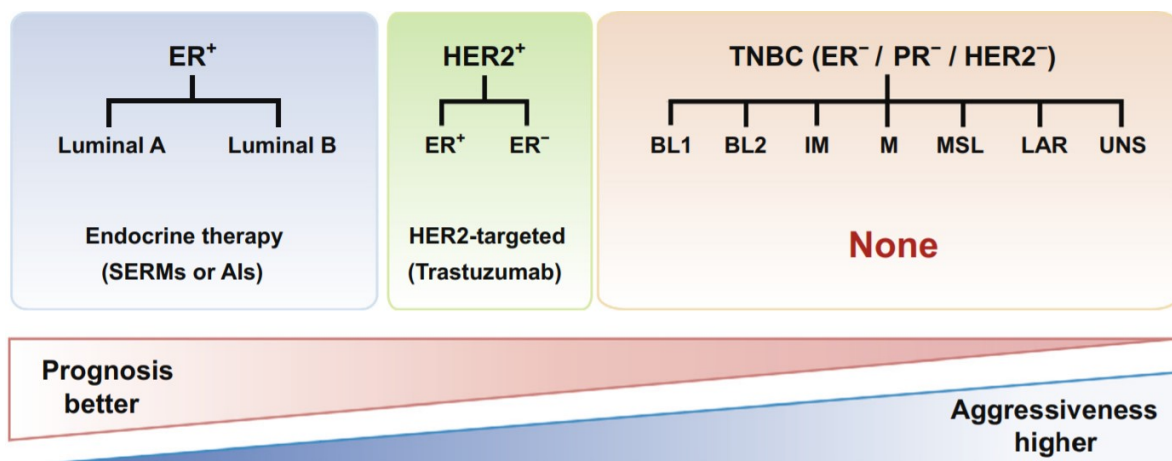 ER⁺
Luminal A Luminal B
Endocrine therapy
(SERMs or AIs)
HER2⁺
ER⁺ ER⁻
HER2-targeted
(Trastuzumab)
TNBC (ER⁻ / PR⁻ / HER2⁻)
BL1 BL2 IM M MSL LAR UNS
None
Prognosis
better
Aggressiveness
higher